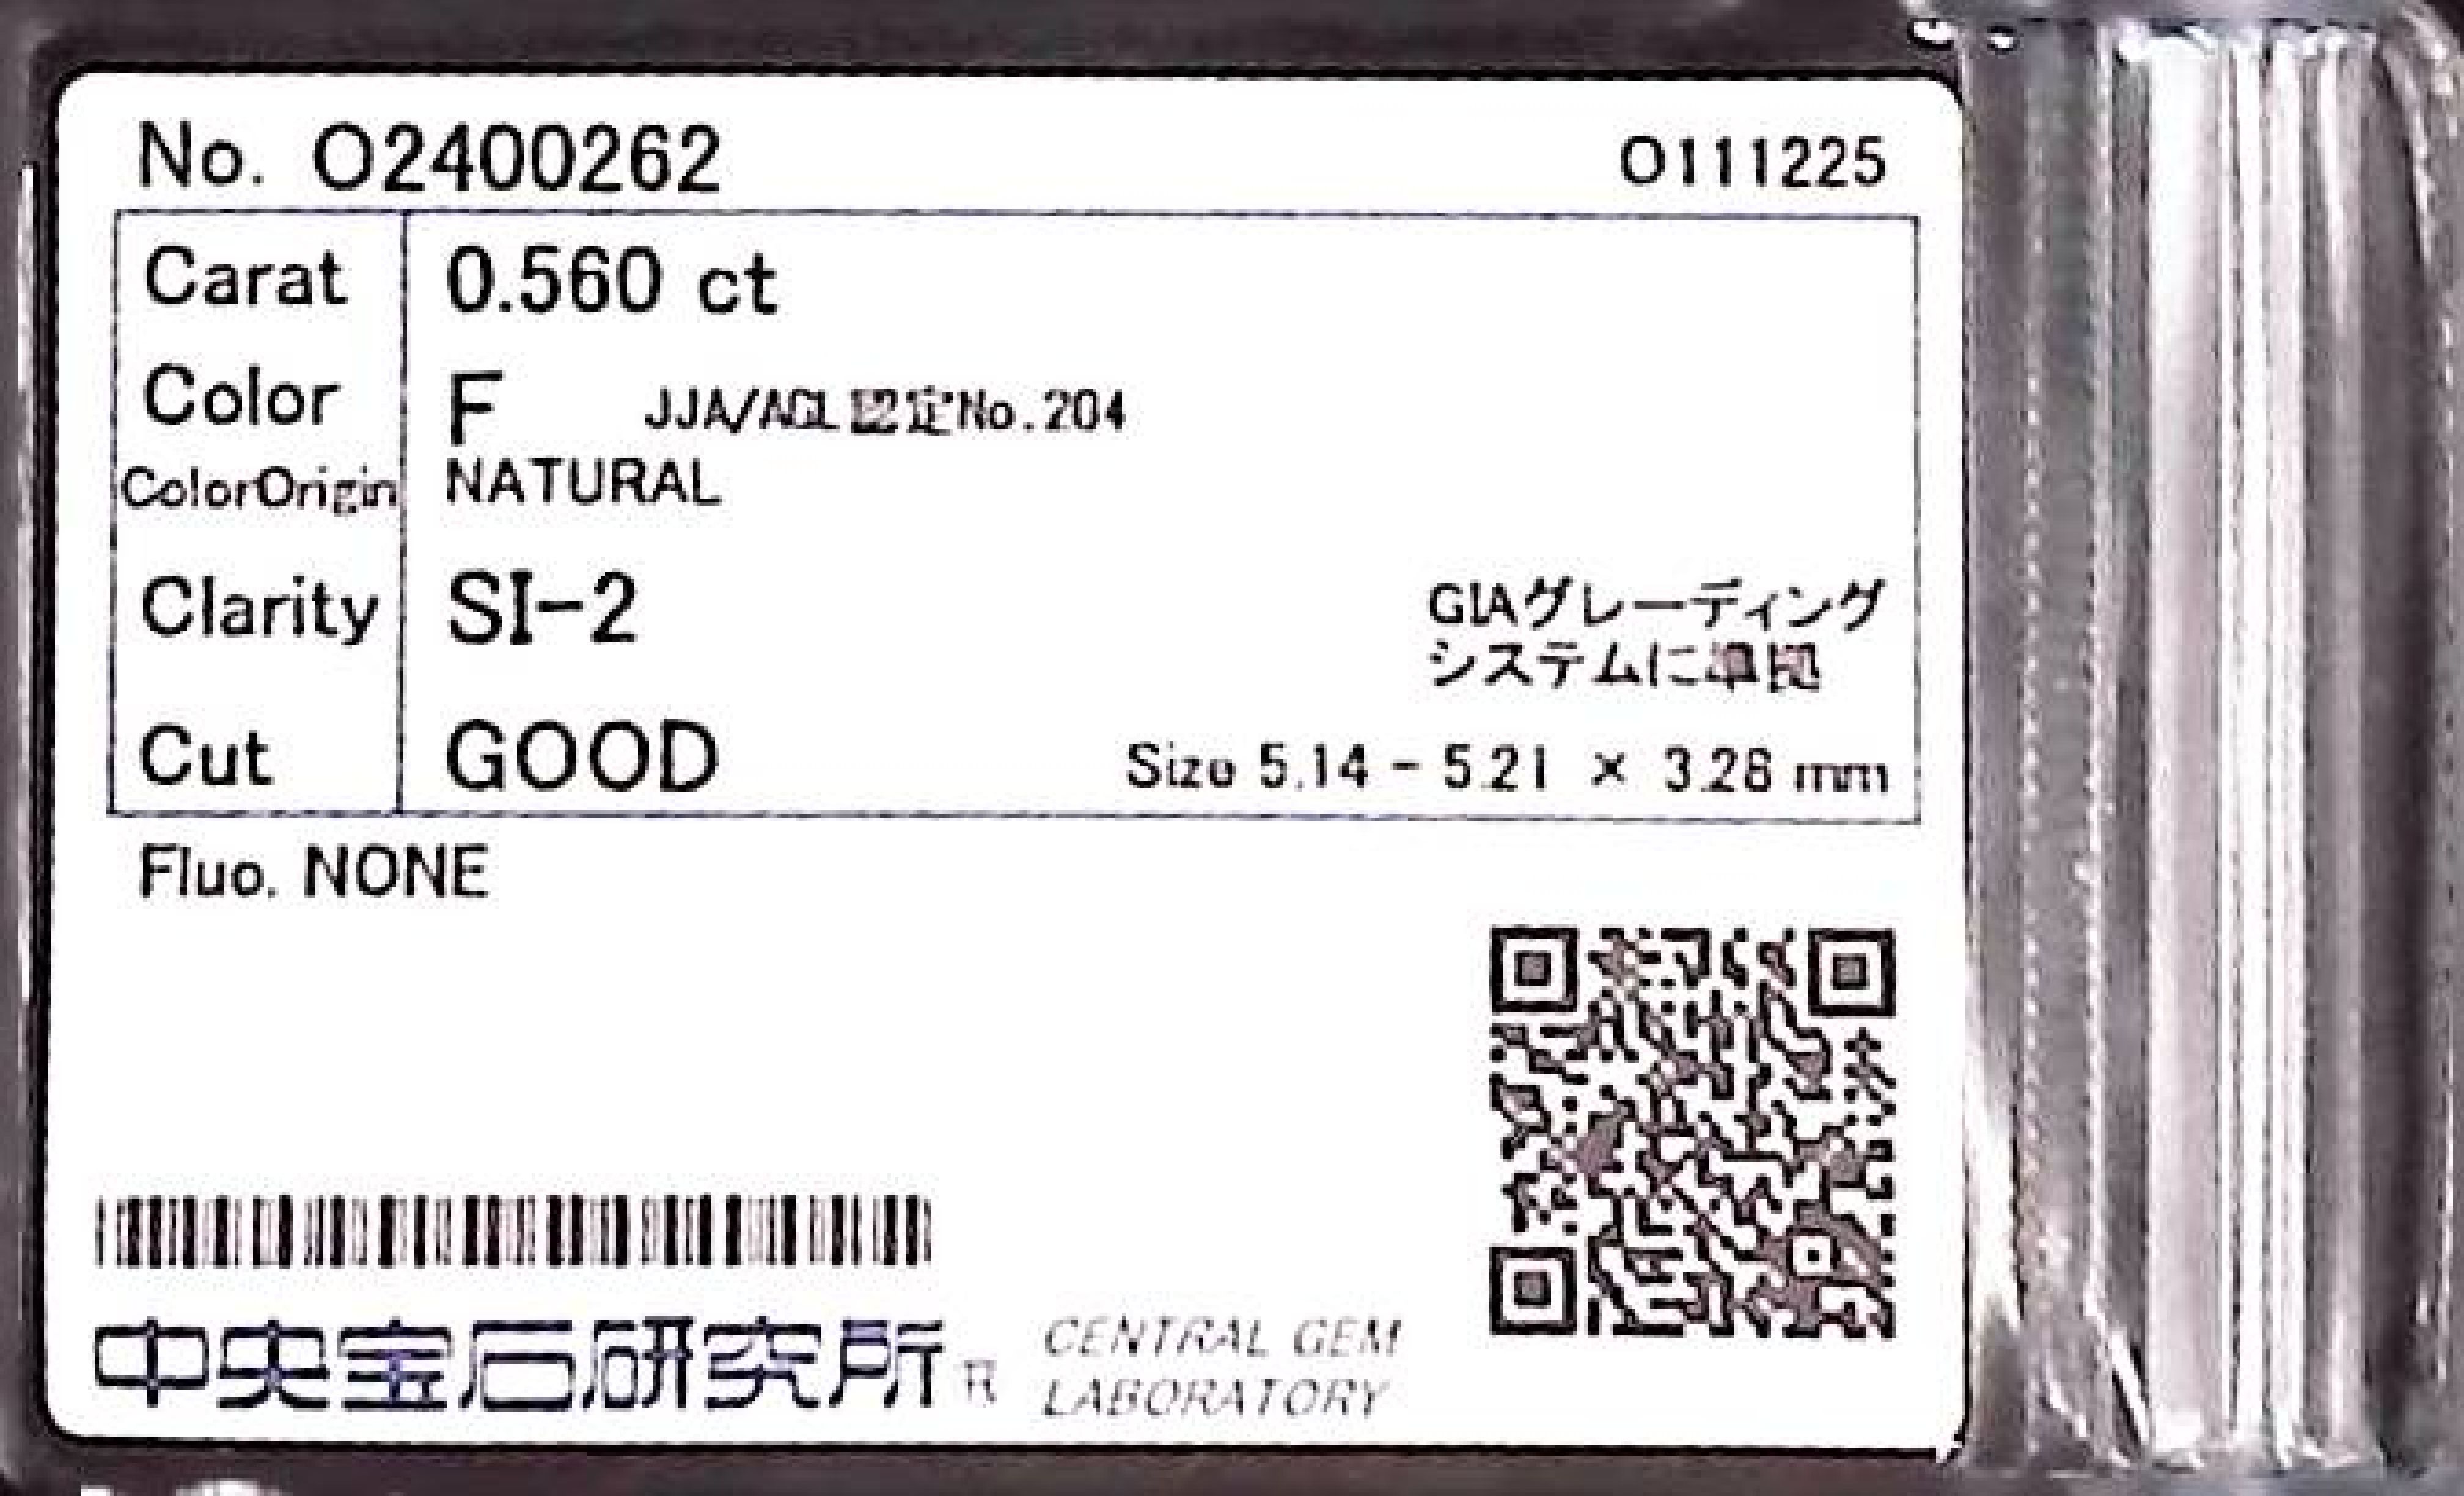 No. O2400262
O111225
Carat 0.560 ct
Color F JJA/AGL認定No.204
ColorOrigin NATURAL
Clarity SI-2
GIAグレーディング
システムに準拠
Cut GOOD
Size 5.14 - 5.21 × 3.28 mm
Fluo. NONE
中央宝石研究所®
CENTRAL GEM
LABORATORY